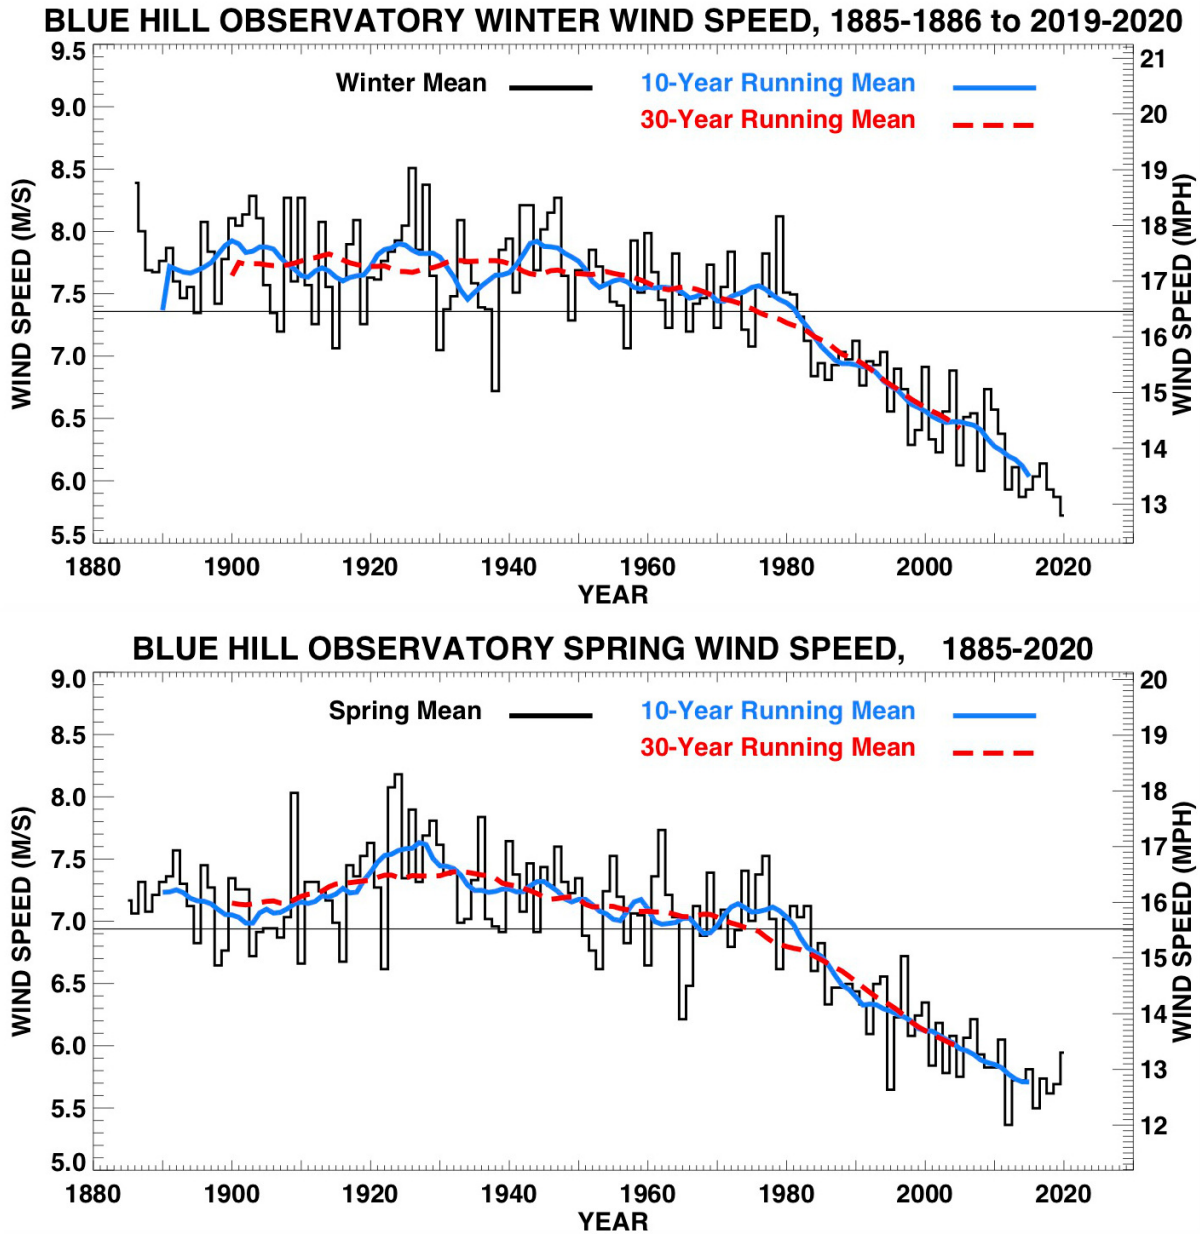 BLUE HILL OBSERVATORY WINTER WIND SPEED, 1885-1886 to 2019-2020
Winter Mean
10-Year Running Mean
30-Year Running Mean
WIND SPEED (M/S)
9.5
9.0
8.5
8.0
7.5
7.0
6.5
6.0
5.5
21
20
19
18
17
16
15
14
13
WIND SPEED (MPH)
1880 1900 1920 1940 1960 1980 2000 2020
YEAR
BLUE HILL OBSERVATORY SPRING WIND SPEED, 1885-2020
Spring Mean
10-Year Running Mean
30-Year Running Mean
WIND SPEED (M/S)
9.0
8.5
8.0
7.5
7.0
6.5
6.0
5.5
5.0
20
19
18
17
16
15
14
13
12
WIND SPEED (MPH)
1880 1900 1920 1940 1960 1980 2000 2020
YEAR